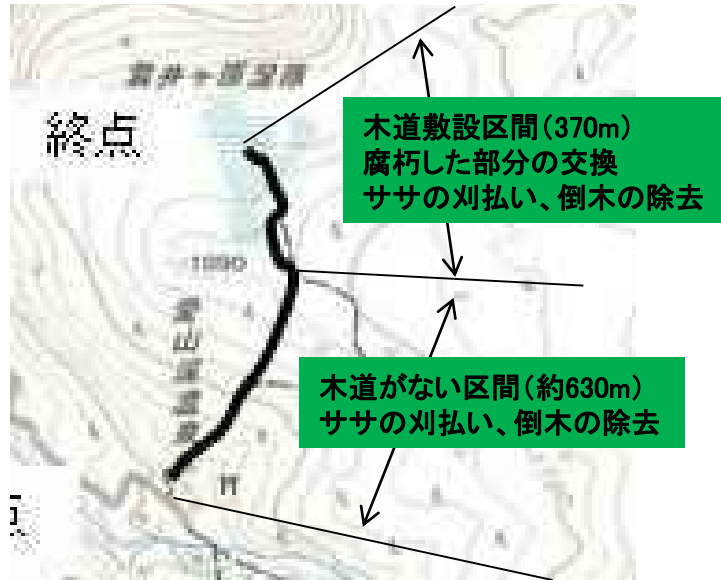 終点
木道敷設区間（370m）
腐朽した部分の交換
ササの刈払い、倒木の除去
木道がない区間（約630m）
ササの刈払い、倒木の除去
点